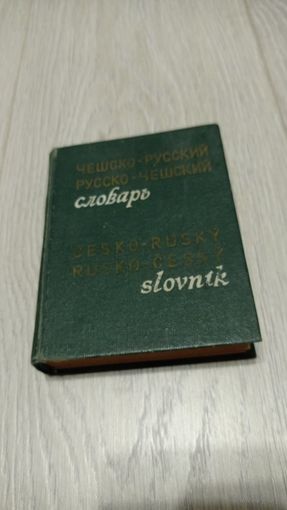 ЧЕШСКО-РУССКИЙ
РУССКО-ЧЕШСКИЙ
словарь
ČESKO-RUSKÝ
RUSKO-ČESKÝ
slovník